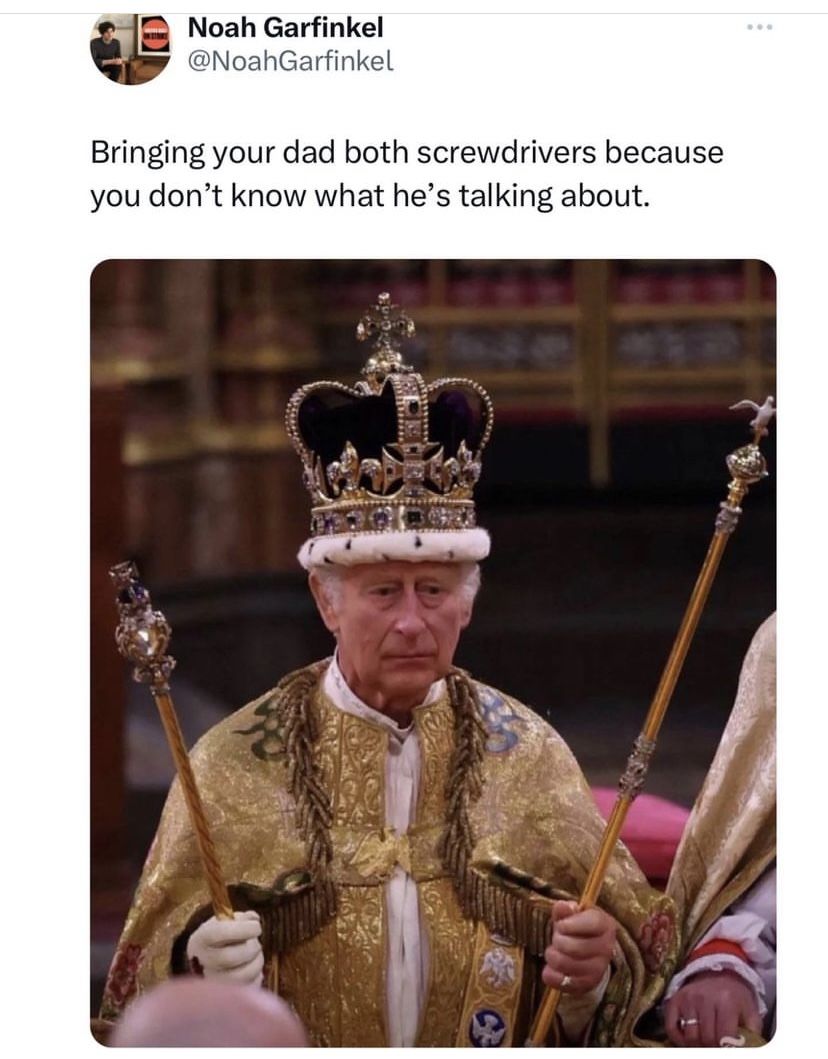 Noah Garfinkel
@NoahGarfinkel
Bringing your dad both screwdrivers because
you don’t know what he’s talking about.